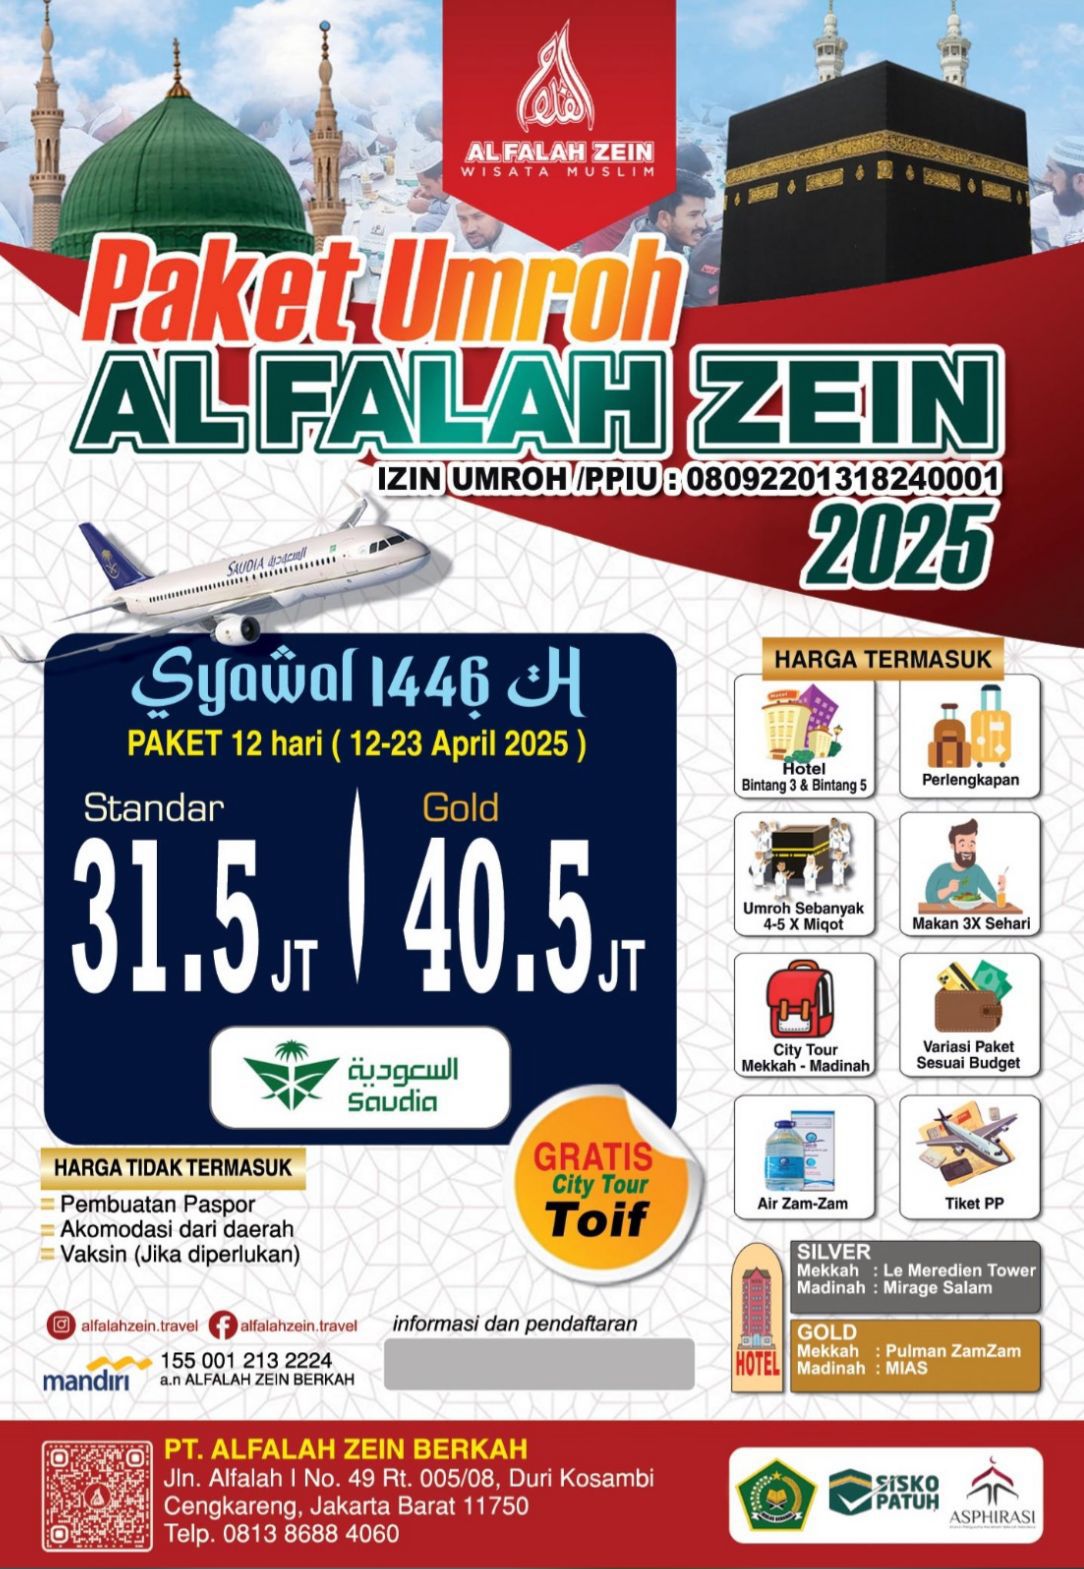 AL FALAH ZEIN
WISATA MUSLIM
Paket Umroh
AL FALAH ZEIN
IZIN UMROH /PPIU : 08092201318240001
2025
SAUDIA السعودية
Syawal 1446 H
PAKET 12 hari ( 12-23 April 2025 )
Standar
31.5 JT
Gold
40.5 JT
السعودية
Saudia
HARGA TERMASUK
Hotel
Bintang 3 & Bintang 5
Perlengkapan
Umroh Sebanyak
4-5 X Miqot
Makan 3X Sehari
City Tour
Mekkah - Madinah
Variasi Paket
Sesuai Budget
Air Zam-Zam
Tiket PP
HARGA TIDAK TERMASUK
Pembuatan Paspor
Akomodasi dari daerah
Vaksin (Jika diperlukan)
GRATIS
City Tour
Toif
HOTEL
SILVER
Mekkah : Le Meredien Tower
Madinah : Mirage Salam
GOLD
Mekkah : Pulman ZamZam
Madinah : MIAS
alfalahzein.travel
alfalahzein.travel
informasi dan pendaftaran
mandiri
155 001 213 2224
a.n ALFALAH ZEIN BERKAH
PT. ALFALAH ZEIN BERKAH
Jln. Alfalah I No. 49 Rt. 005/08, Duri Kosambi
Cengkareng, Jakarta Barat 11750
Telp. 0813 8688 4060
SISKO
PATUH
ASPHIRASI